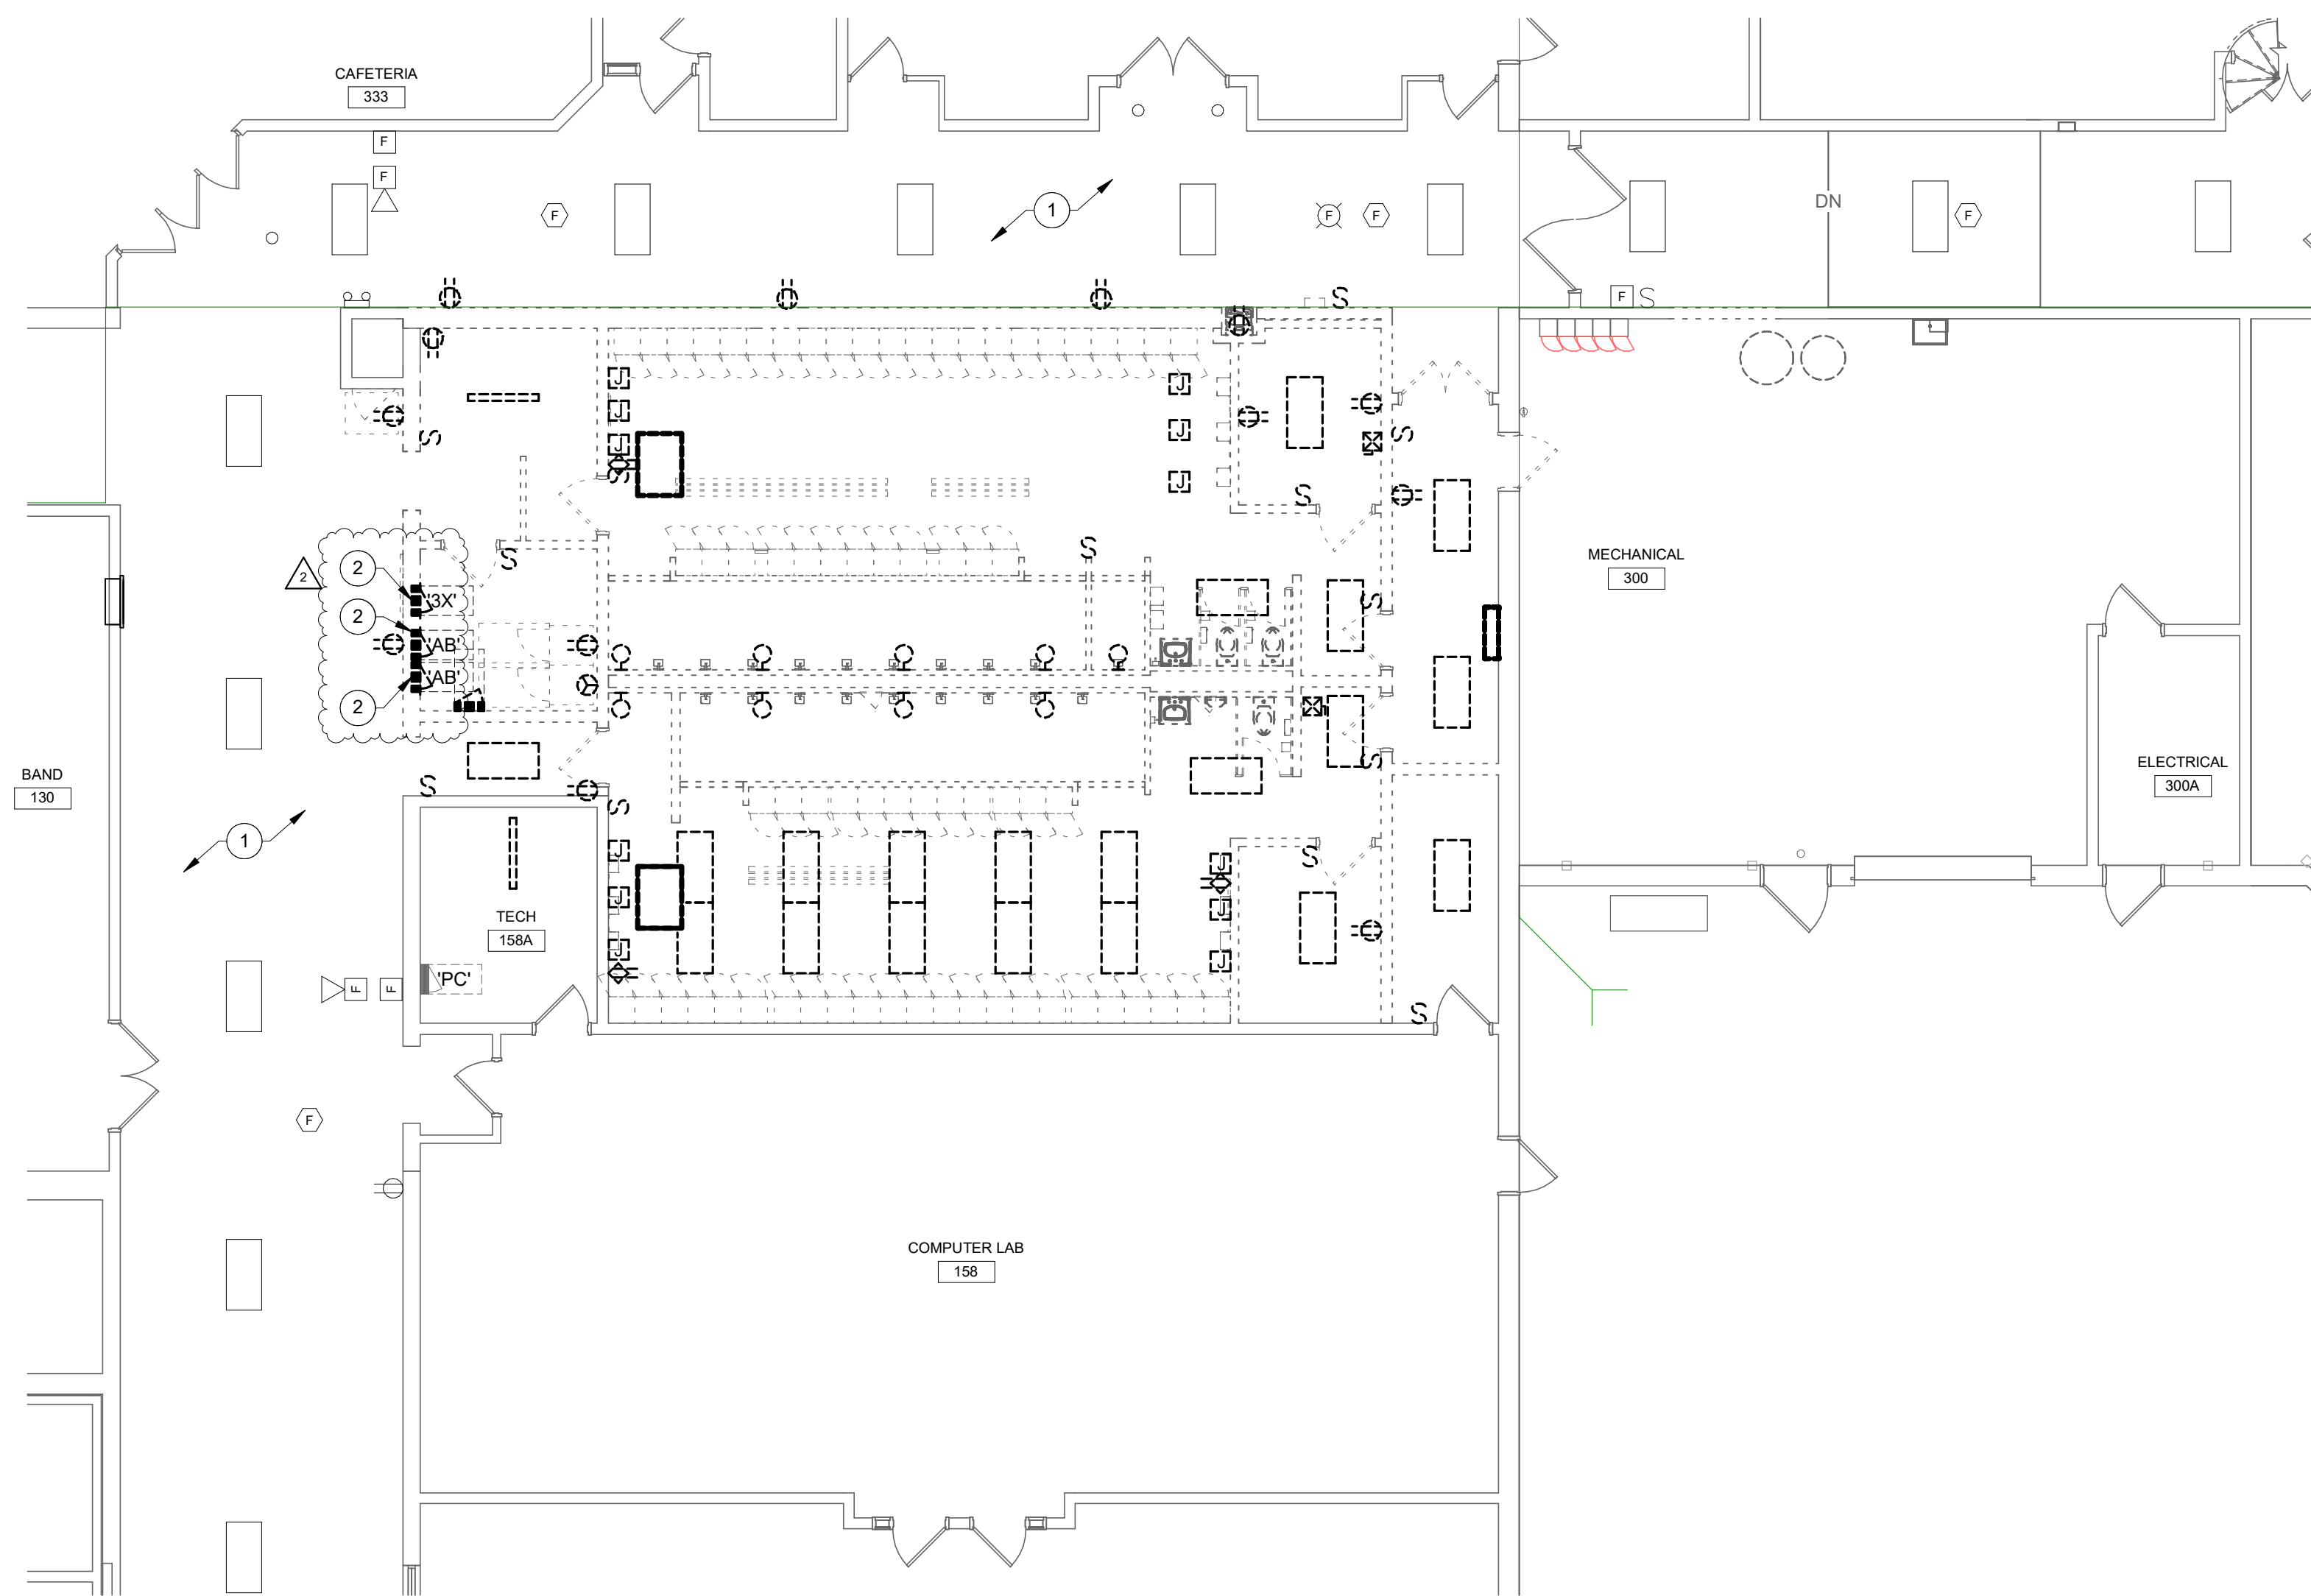 CAFETERIA
333
F
F
F
1
F
F
DN
F
F
S
S
J
J
J
J
J
J
S
S
S
S
S
S
MECHANICAL
300
2
2
'3X'
S
2
'AB'
'AB'
2
BAND
130
ELECTRICAL
300A
S
S
S
1
J
J
J
J
J
J
S
TECH
158A
'PC'
F
F
S
F
COMPUTER LAB
158